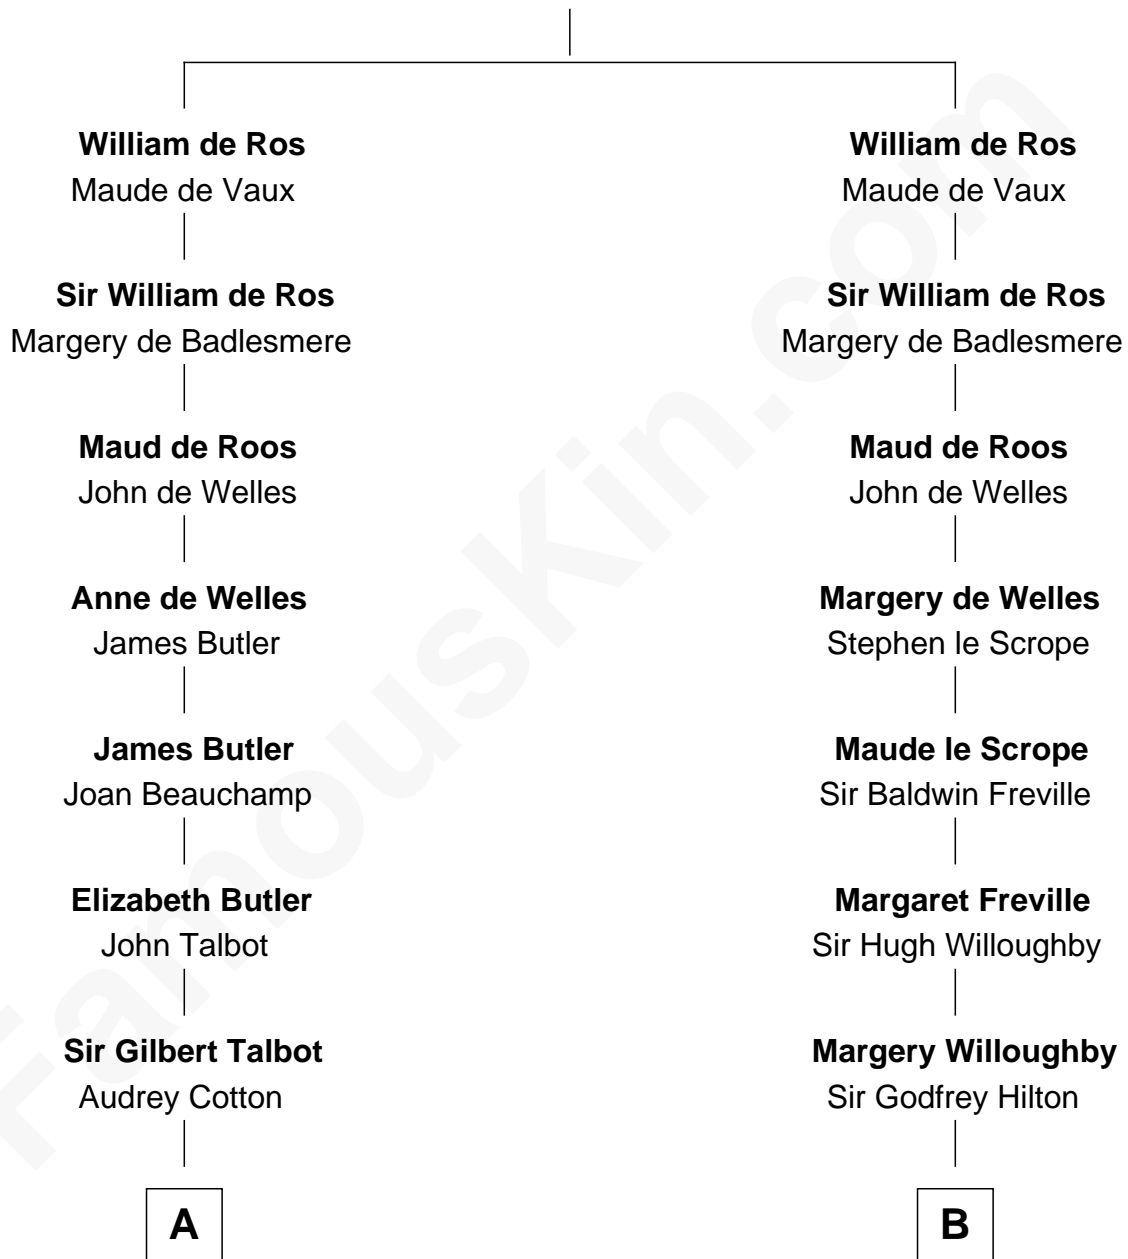 William de Ros
Maude de Vaux
Sir William de Ros
Margery de Badlesmere
Maud de Roos
John de Welles
Anne de Welles
James Butler
James Butler
Joan Beauchamp
Elizabeth Butler
John Talbot
Sir Gilbert Talbot
Audrey Cotton
A
William de Ros
Maude de Vaux
Sir William de Ros
Margery de Badlesmere
Maud de Roos
John de Welles
Margery de Welles
Stephen le Scrope
Maude le Scrope
Sir Baldwin Freville
Margaret Freville
Sir Hugh Willoughby
Margery Willoughby
Sir Godfrey Hilton
B
FamousKin.com